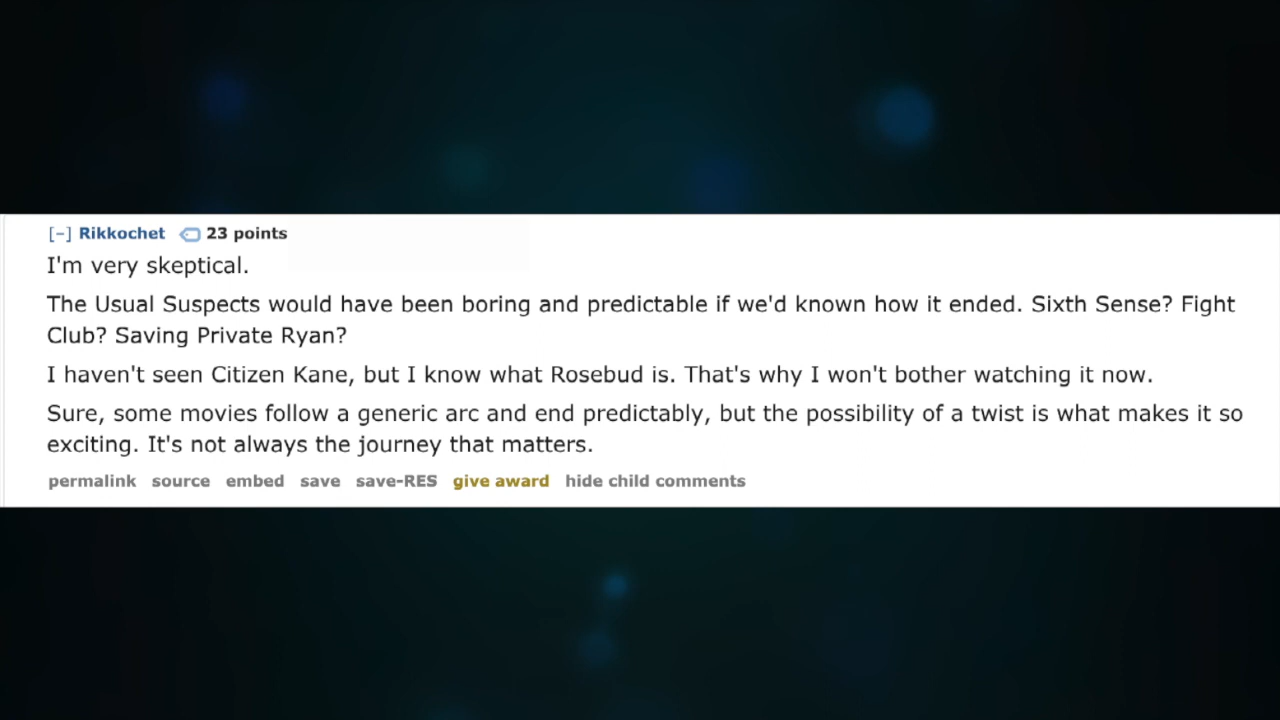 [–] Rikkochet 23 points
I'm very skeptical.
The Usual Suspects would have been boring and predictable if we'd known how it ended. Sixth Sense? Fight
Club? Saving Private Ryan?
I haven't seen Citizen Kane, but I know what Rosebud is. That's why I won't bother watching it now.
Sure, some movies follow a generic arc and end predictably, but the possibility of a twist is what makes it so
exciting. It's not always the journey that matters.
permalink source embed save save-RES give award hide child comments